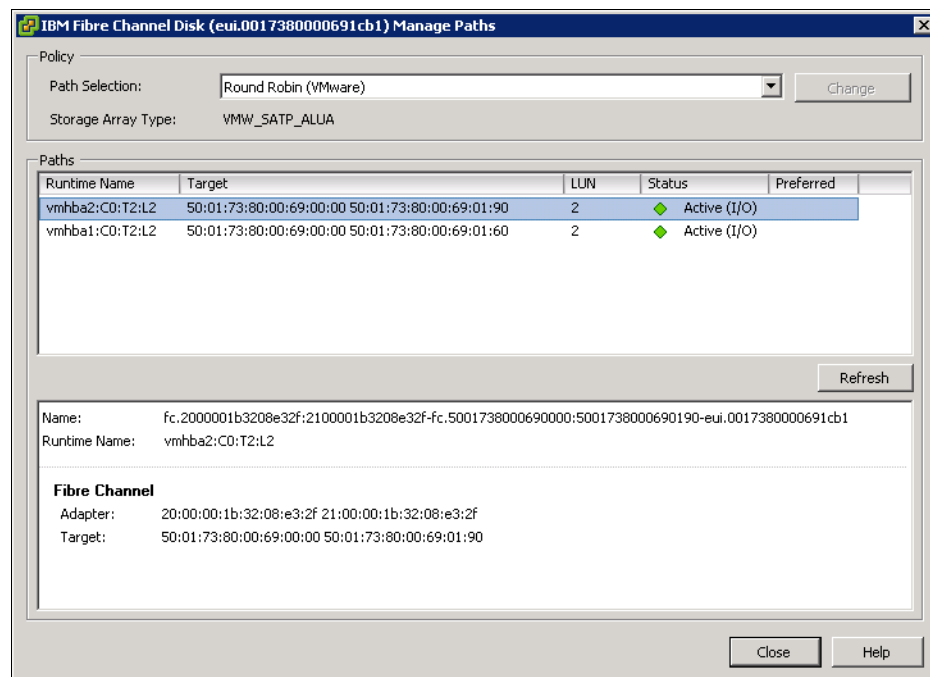 IBM Fibre Channel Disk (eui.0017380000691cb1) Manage Paths
Policy
Path Selection: Round Robin (VMware) Change
Storage Array Type: VMW_SATP_ALUA
Paths
Runtime Name Target LUN Status Preferred
vmhba2:C0:T2:L2 50:01:73:80:00:69:00:00 50:01:73:80:00:69:01:90 2 Active (I/O)
vmhba1:C0:T2:L2 50:01:73:80:00:69:00:00 50:01:73:80:00:69:01:60 2 Active (I/O)
Refresh
Name: fc.2000001b3208e32f:2100001b3208e32f-fc.5001738000690000:5001738000690190-eui.0017380000691cb1
Runtime Name: vmhba2:C0:T2:L2
Fibre Channel
Adapter: 20:00:00:1b:32:08:e3:2f 21:00:00:1b:32:08:e3:2f
Target: 50:01:73:80:00:69:00:00 50:01:73:80:00:69:01:90
Close Help